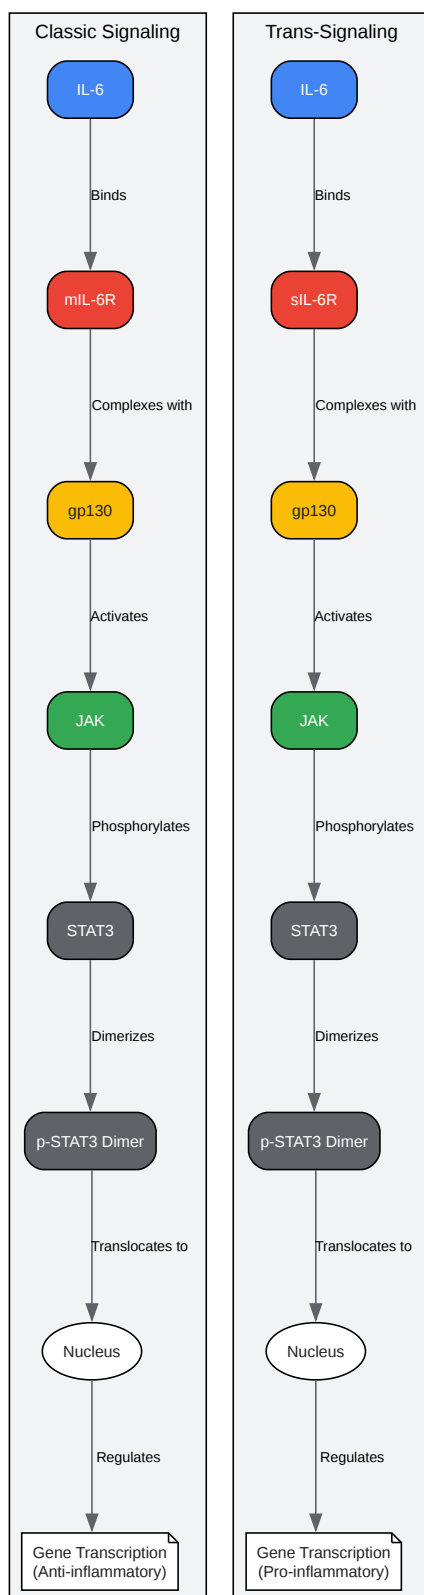 Classic Signaling
IL-6
Binds
mIL-6R
Complexes with
gp130
Activates
JAK
Phosphorylates
STAT3
Dimerizes
p-STAT3 Dimer
Translocates to
Nucleus
Regulates
Gene Transcription
(Anti-inflammatory)
Trans-Signaling
IL-6
Binds
sIL-6R
Complexes with
gp130
Activates
JAK
Phosphorylates
STAT3
Dimerizes
p-STAT3 Dimer
Translocates to
Nucleus
Regulates
Gene Transcription
(Pro-inflammatory)